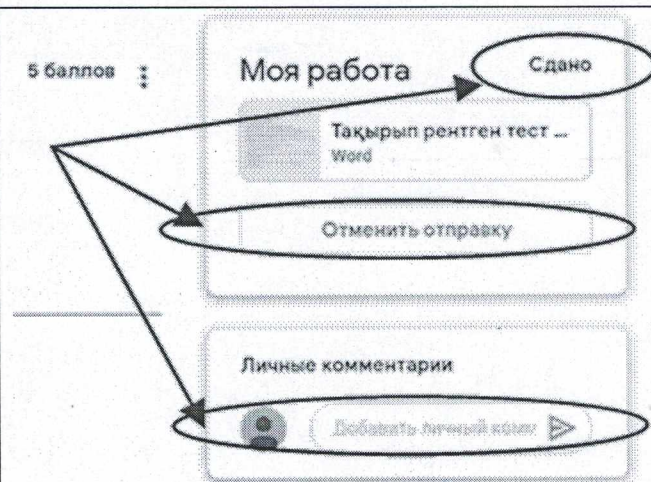 5 баллов
Моя работа
Сдано
Тақырып рентген тест ...
Word
Отменить отправку
Личные комментарии
Добавить личный комм